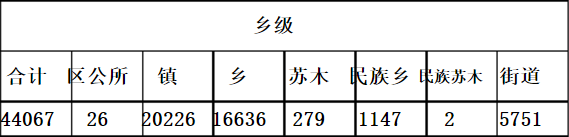 乡级
合计 区公所 镇 乡 苏木 民族乡 民族苏木 街道
44067 26 20226 16636 279 1147 2 5751